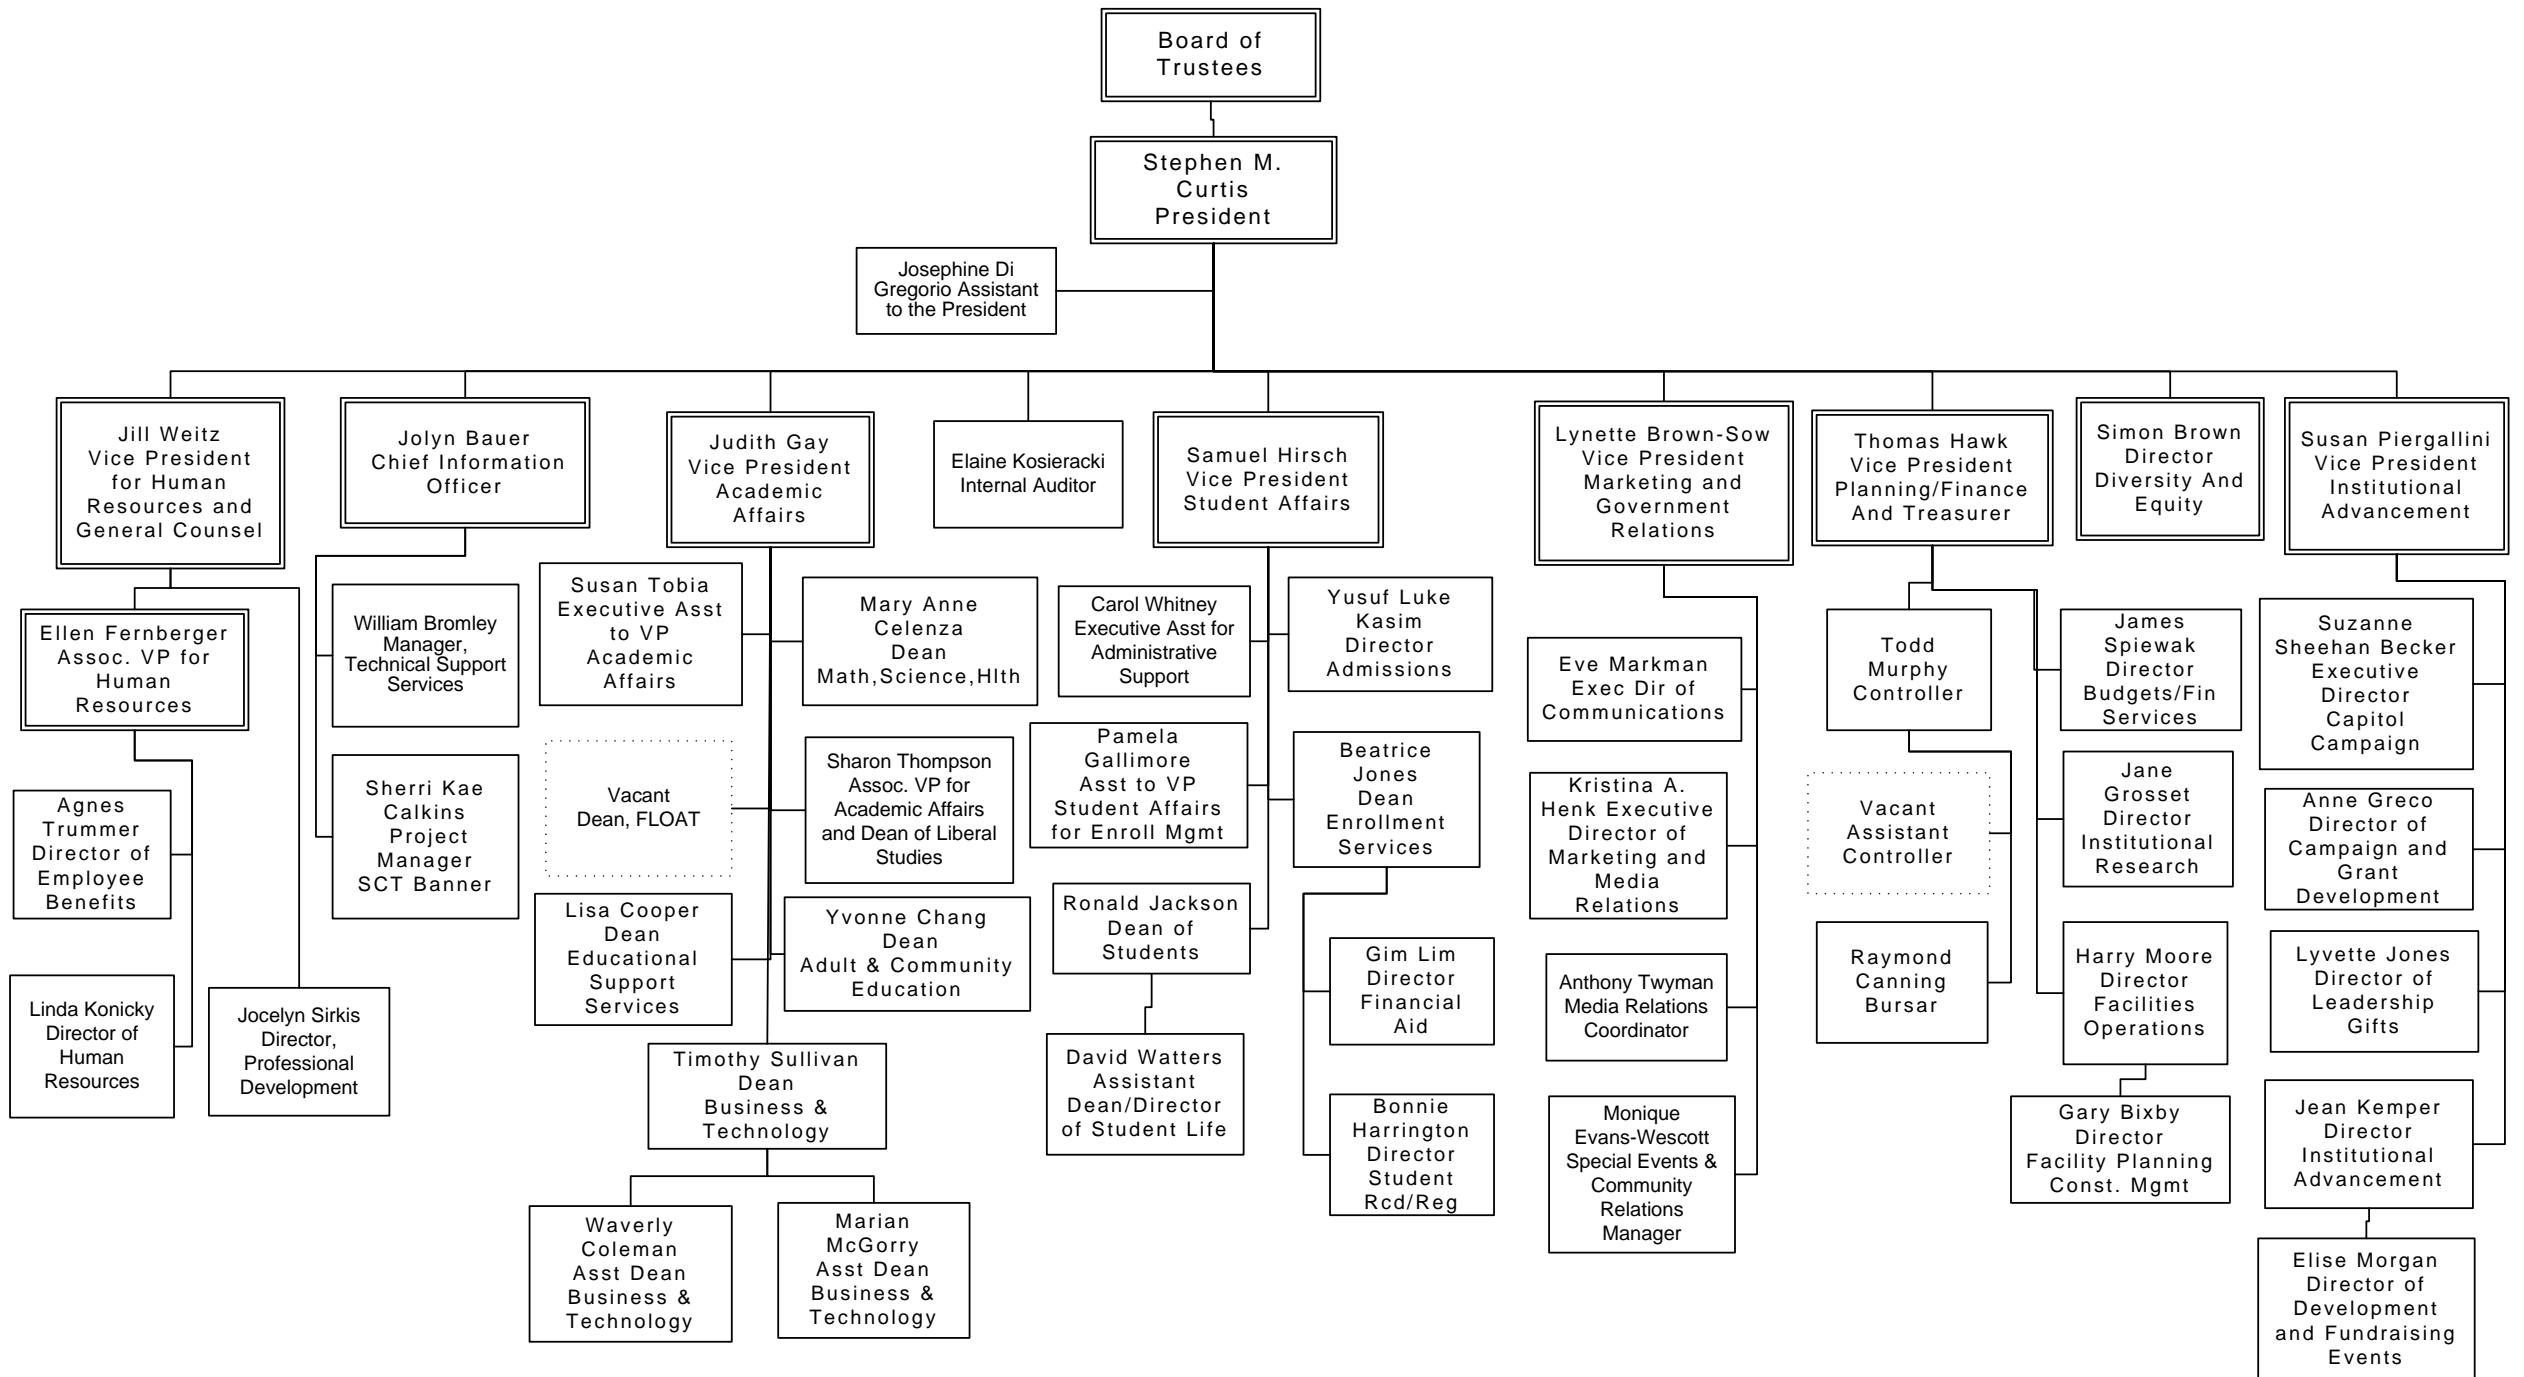 Board of
Trustees
Stephen M.
Curtis
President
Josephine Di
Gregorio Assistant
to the President
Jill Weitz
Vice President
for Human
Resources and
General Counsel
Jolyn Bauer
Chief Information
Officer
Judith Gay
Vice President
Academic
Affairs
Elaine Kosieracki
Internal Auditor
Samuel Hirsch
Vice President
Student Affairs
Lynette Brown-Sow
Vice President
Marketing and
Government
Relations
Thomas Hawk
Vice President
Planning/Finance
And Treasurer
Simon Brown
Director
Diversity And
Equity
Susan Piergallini
Vice President
Institutional
Advancement
Ellen Fernberger
Assoc. VP for
Human
Resources
Agnes
Trummer
Director of
Employee
Benefits
Linda Konicky
Director of
Human
Resources
Jocelyn Sirkis
Director,
Professional
Development
William Bromley
Manager,
Technical Support
Services
Sherri Kae
Calkins
Project
Manager
SCT Banner
Susan Tobia
Executive Asst
to VP
Academic
Affairs
Mary Anne
Celenza
Dean
Math,Science,Hlth
Vacant
Dean, FLOAT
Sharon Thompson
Assoc. VP for
Academic Affairs
and Dean of Liberal
Studies
Lisa Cooper
Dean
Educational
Support
Services
Yvonne Chang
Dean
Adult & Community
Education
Timothy Sullivan
Dean
Business &
Technology
Waverly
Coleman
Asst Dean
Business &
Technology
Marian
McGorry
Asst Dean
Business &
Technology
Carol Whitney
Executive Asst for
Administrative
Support
Yusuf Luke
Kasim
Director
Admissions
Pamela
Gallimore
Asst to VP
Student Affairs
for Enroll Mgmt
Beatrice
Jones
Dean
Enrollment
Services
Ronald Jackson
Dean of
Students
David Watters
Assistant
Dean/Director
of Student Life
Gim Lim
Director
Financial
Aid
Bonnie
Harrington
Director
Student
Rcd/Reg
Eve Markman
Exec Dir of
Communications
Kristina A.
Henk Executive
Director of
Marketing and
Media
Relations
Anthony Twyman
Media Relations
Coordinator
Monique
Evans-Wescott
Special Events &
Community
Relations
Manager
Todd
Murphy
Controller
James
Spiewak
Director
Budgets/Fin
Services
Vacant
Assistant
Controller
Jane
Grosset
Director
Institutional
Research
Raymond
Canning
Bursar
Harry Moore
Director
Facilities
Operations
Gary Bixby
Director
Facility Planning
Const. Mgmt
Suzanne
Sheehan Becker
Executive
Director
Capitol
Campaign
Anne Greco
Director of
Campaign and
Grant
Development
Lyvette Jones
Director of
Leadership
Gifts
Jean Kemper
Director
Institutional
Advancement
Elise Morgan
Director of
Development
and Fundraising
Events